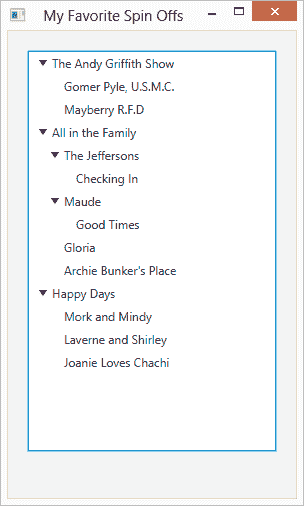 My Favorite Spin Offs
The Andy Griffith Show
Gomer Pyle, U.S.M.C.
Mayberry R.F.D
All in the Family
The Jeffersons
Checking In
Maude
Good Times
Gloria
Archie Bunker's Place
Happy Days
Mork and Mindy
Laverne and Shirley
Joanie Loves Chachi